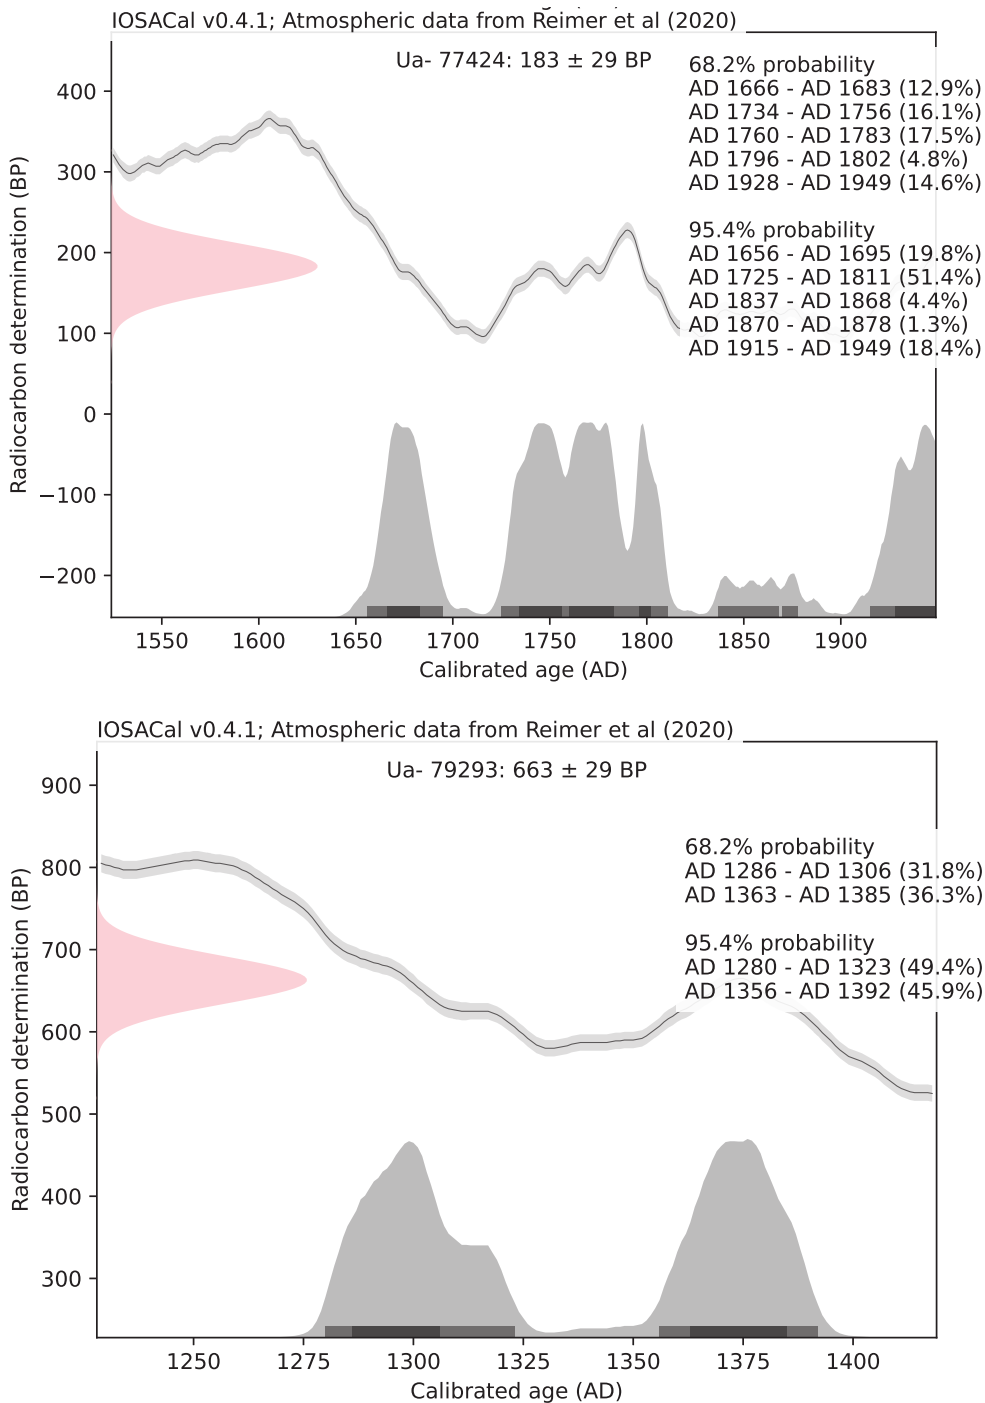 IOSACal v0.4.1; Atmospheric data from Reimer et al (2020)
Ua- 77424: 183 ± 29 BP
68.2% probability
AD 1666 - AD 1683 (12.9%)
AD 1734 - AD 1756 (16.1%)
AD 1760 - AD 1783 (17.5%)
AD 1796 - AD 1802 (4.8%)
AD 1928 - AD 1949 (14.6%)
95.4% probability
AD 1656 - AD 1695 (19.8%)
AD 1725 - AD 1811 (51.4%)
AD 1837 - AD 1868 (4.4%)
AD 1870 - AD 1878 (1.3%)
AD 1915 - AD 1949 (18.4%)
Radiocarbon determination (BP)
400
300
200
100
0
−100
−200
1550 1600 1650 1700 1750 1800 1850 1900
Calibrated age (AD)
IOSACal v0.4.1; Atmospheric data from Reimer et al (2020)
Ua- 79293: 663 ± 29 BP
68.2% probability
AD 1286 - AD 1306 (31.8%)
AD 1363 - AD 1385 (36.3%)
95.4% probability
AD 1280 - AD 1323 (49.4%)
AD 1356 - AD 1392 (45.9%)
Radiocarbon determination (BP)
900
800
700
600
500
400
300
1250 1275 1300 1325 1350 1375 1400
Calibrated age (AD)